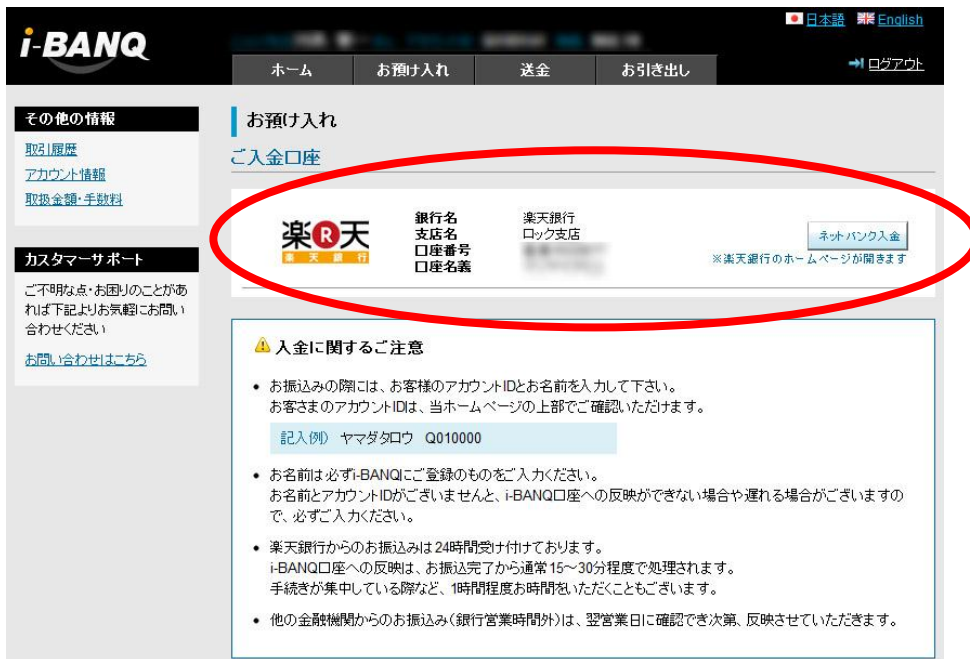 日本語 English
i-BANQ
ホーム お預け入れ 送金 お引き出し ログアウト
その他の情報
取引履歴
アカウント情報
取扱金額・手数料
カスタマーサポート
ご不明な点・お困りのことがあ
れば下記よりお気軽にお問い
合わせください
お問い合わせはこちら
お預け入れ
ご入金口座
楽R天
楽天銀行
銀行名 楽天銀行
支店名 ロック支店
口座番号
口座名義
ネットバンク入金
※楽天銀行のホームページが開きます
入金に関するご注意
• お振込みの際には、お客様のアカウントIDとお名前を入力して下さい。
お客さまのアカウントIDは、当ホームページの上部でご確認いただけます。
記入例) ヤマダタロウ Q010000
• お名前は必ずi-BANQにご登録のものをご入力ください。
お名前とアカウントIDがございませんと、i-BANQ口座への反映ができない場合や遅れる場合がございますの
で、必ずご入力ください。
• 楽天銀行からのお振込みは24時間受け付けております。
i-BANQ口座への反映は、お振込完了から通常15～30分程度で処理されます。
手続きが集中している際など、1時間程度お時間をいただくこともございます。
• 他の金融機関からのお振込み(銀行営業時間外)は、翌営業日に確認でき次第、反映させていただきます。